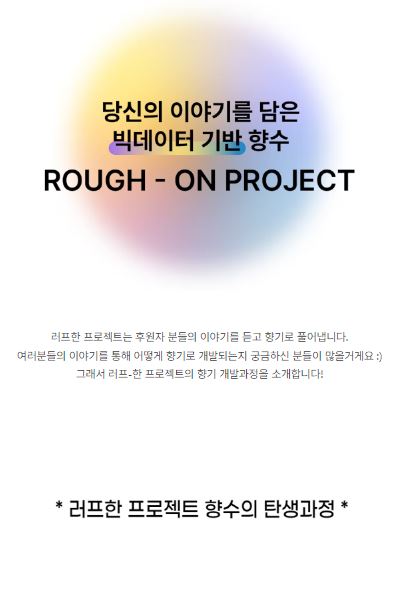 당신의 이야기를 담은
빅데이터 기반 향수
ROUGH - ON PROJECT
러프한 프로젝트는 후원자 분들의 이야기를 듣고 향기로 풀어냅니다.
여러분들의 이야기를 통해 어떻게 향기로 개발되는지 궁금하신 분들이 많을거게요 :)
그래서 러프-한 프로젝트의 향기 개발과정을 소개합니다!
* 러프한 프로젝트 향수의 탄생과정 *